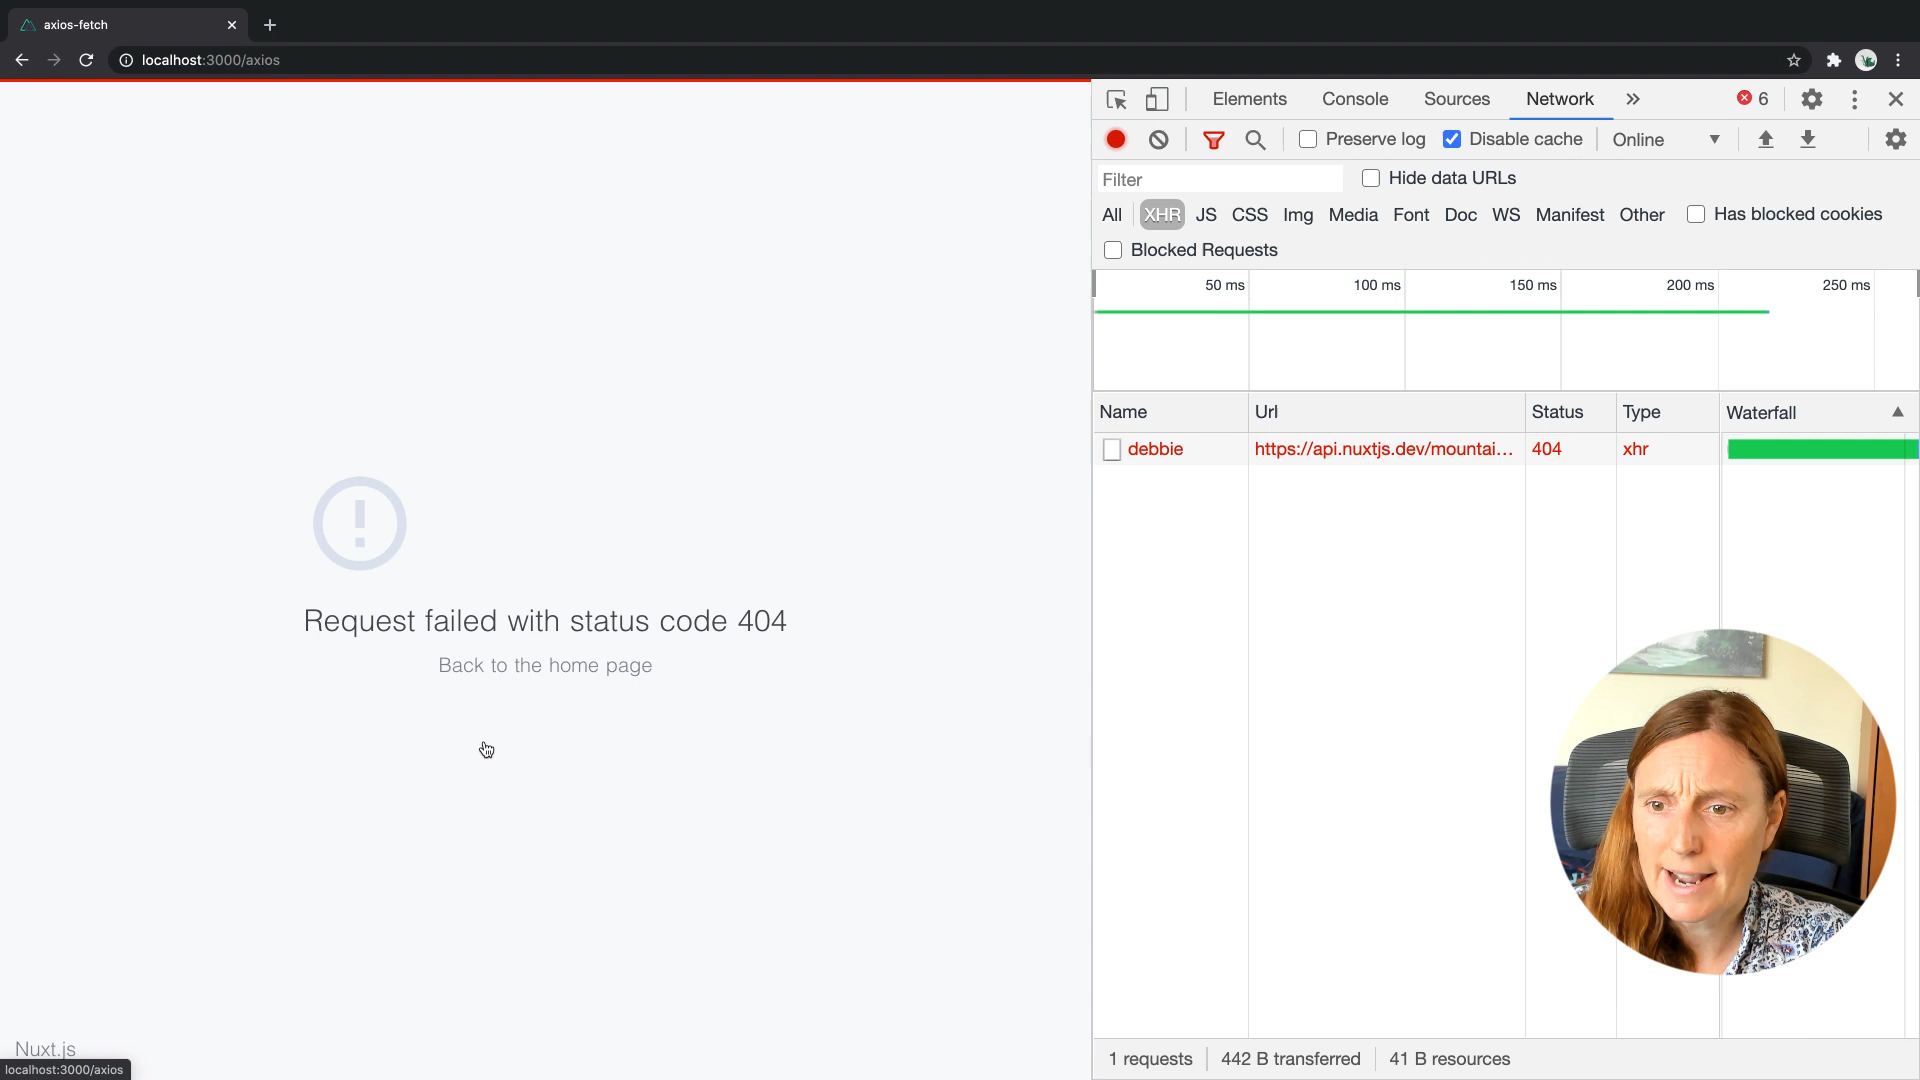 axios-fetch
localhost:3000/axios
Elements Console Sources Network 6
Preserve log Disable cache Online
Filter Hide data URLs
All XHR JS CSS Img Media Font Doc WS Manifest Other Has blocked cookies
Blocked Requests
50 ms 100 ms 150 ms 200 ms 250 ms
Name Url Status Type Waterfall
debbie https://api.nuxtjs.dev/mountai… 404 xhr
Request failed with status code 404
Back to the home page
Nuxt.js
localhost:3000/axios
1 requests 442 B transferred 41 B resources